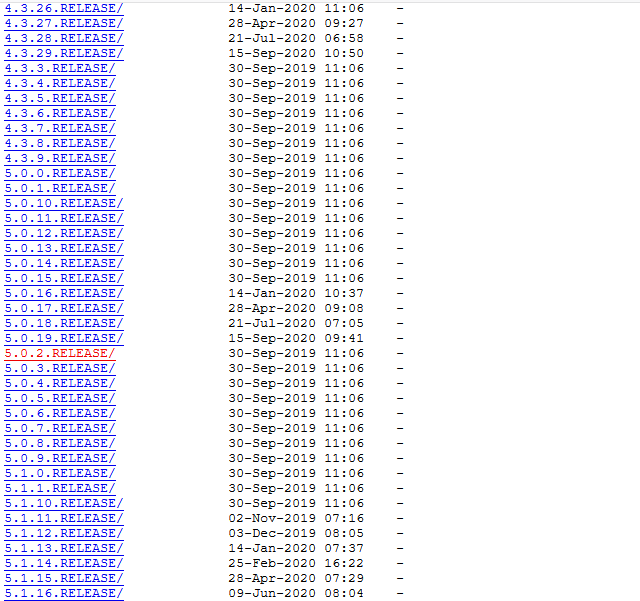 4.3.26.RELEASE/ 14-Jan-2020 11:06 -
4.3.27.RELEASE/ 28-Apr-2020 09:27 -
4.3.28.RELEASE/ 21-Jul-2020 06:58 -
4.3.29.RELEASE/ 15-Sep-2020 10:50 -
4.3.3.RELEASE/ 30-Sep-2019 11:06 -
4.3.4.RELEASE/ 30-Sep-2019 11:06 -
4.3.5.RELEASE/ 30-Sep-2019 11:06 -
4.3.6.RELEASE/ 30-Sep-2019 11:06 -
4.3.7.RELEASE/ 30-Sep-2019 11:06 -
4.3.8.RELEASE/ 30-Sep-2019 11:06 -
4.3.9.RELEASE/ 30-Sep-2019 11:06 -
5.0.0.RELEASE/ 30-Sep-2019 11:06 -
5.0.1.RELEASE/ 30-Sep-2019 11:06 -
5.0.10.RELEASE/ 30-Sep-2019 11:06 -
5.0.11.RELEASE/ 30-Sep-2019 11:06 -
5.0.12.RELEASE/ 30-Sep-2019 11:06 -
5.0.13.RELEASE/ 30-Sep-2019 11:06 -
5.0.14.RELEASE/ 30-Sep-2019 11:06 -
5.0.15.RELEASE/ 30-Sep-2019 11:06 -
5.0.16.RELEASE/ 14-Jan-2020 10:37 -
5.0.17.RELEASE/ 28-Apr-2020 09:08 -
5.0.18.RELEASE/ 21-Jul-2020 07:05 -
5.0.19.RELEASE/ 15-Sep-2020 09:41 -
5.0.2.RELEASE/ 30-Sep-2019 11:06 -
5.0.3.RELEASE/ 30-Sep-2019 11:06 -
5.0.4.RELEASE/ 30-Sep-2019 11:06 -
5.0.5.RELEASE/ 30-Sep-2019 11:06 -
5.0.6.RELEASE/ 30-Sep-2019 11:06 -
5.0.7.RELEASE/ 30-Sep-2019 11:06 -
5.0.8.RELEASE/ 30-Sep-2019 11:06 -
5.0.9.RELEASE/ 30-Sep-2019 11:06 -
5.1.0.RELEASE/ 30-Sep-2019 11:06 -
5.1.1.RELEASE/ 30-Sep-2019 11:06 -
5.1.10.RELEASE/ 30-Sep-2019 11:06 -
5.1.11.RELEASE/ 02-Nov-2019 07:16 -
5.1.12.RELEASE/ 03-Dec-2019 08:05 -
5.1.13.RELEASE/ 14-Jan-2020 07:37 -
5.1.14.RELEASE/ 25-Feb-2020 16:22 -
5.1.15.RELEASE/ 28-Apr-2020 07:29 -
5.1.16.RELEASE/ 09-Jun-2020 08:04 -